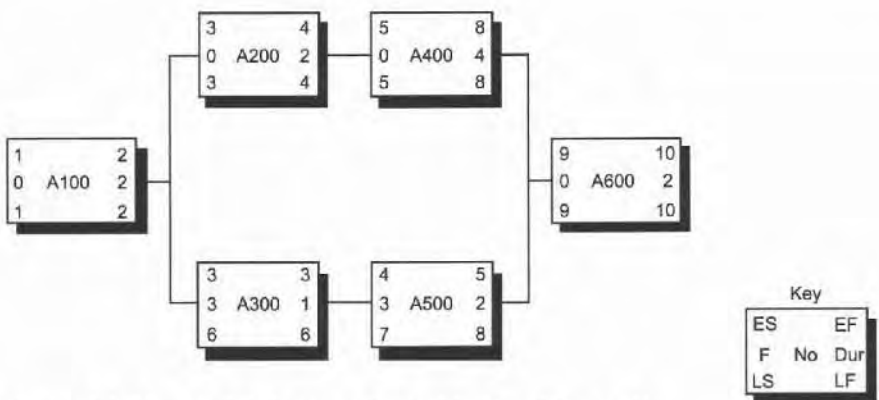 3 4
0 A200 2
3 4
5 8
0 A400 4
5 8
1 2
0 A100 2
1 2
9 10
0 A600 2
9 10
3 3
3 A300 1
6 6
4 5
3 A500 2
7 8
Key
ES EF
F No Dur
LS LF